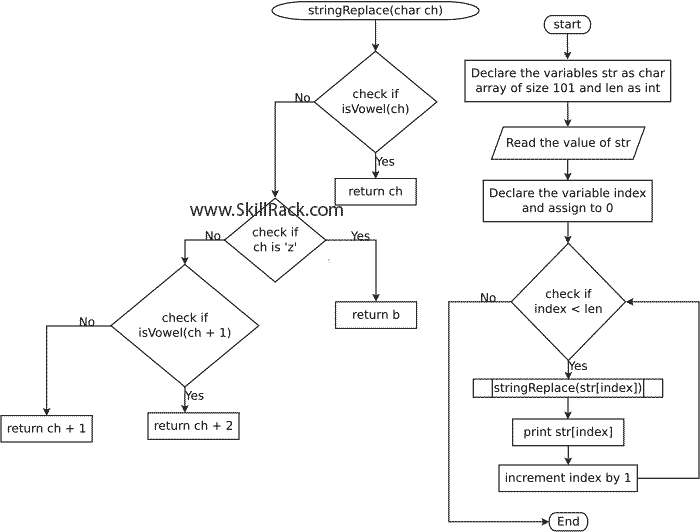 stringReplace(char ch)
check if
isVowel(ch)
No
Yes
return ch
www.SkillRack.com
check if
ch is 'z'
No
Yes
return b
check if
isVowel(ch + 1)
No
Yes
return ch + 1
return ch + 2
start
Declare the variables str as char
array of size 101 and len as int
Read the value of str
Declare the variable index
and assign to 0
check if
index < len
No
Yes
stringReplace(str[index])
print str[index]
increment index by 1
End